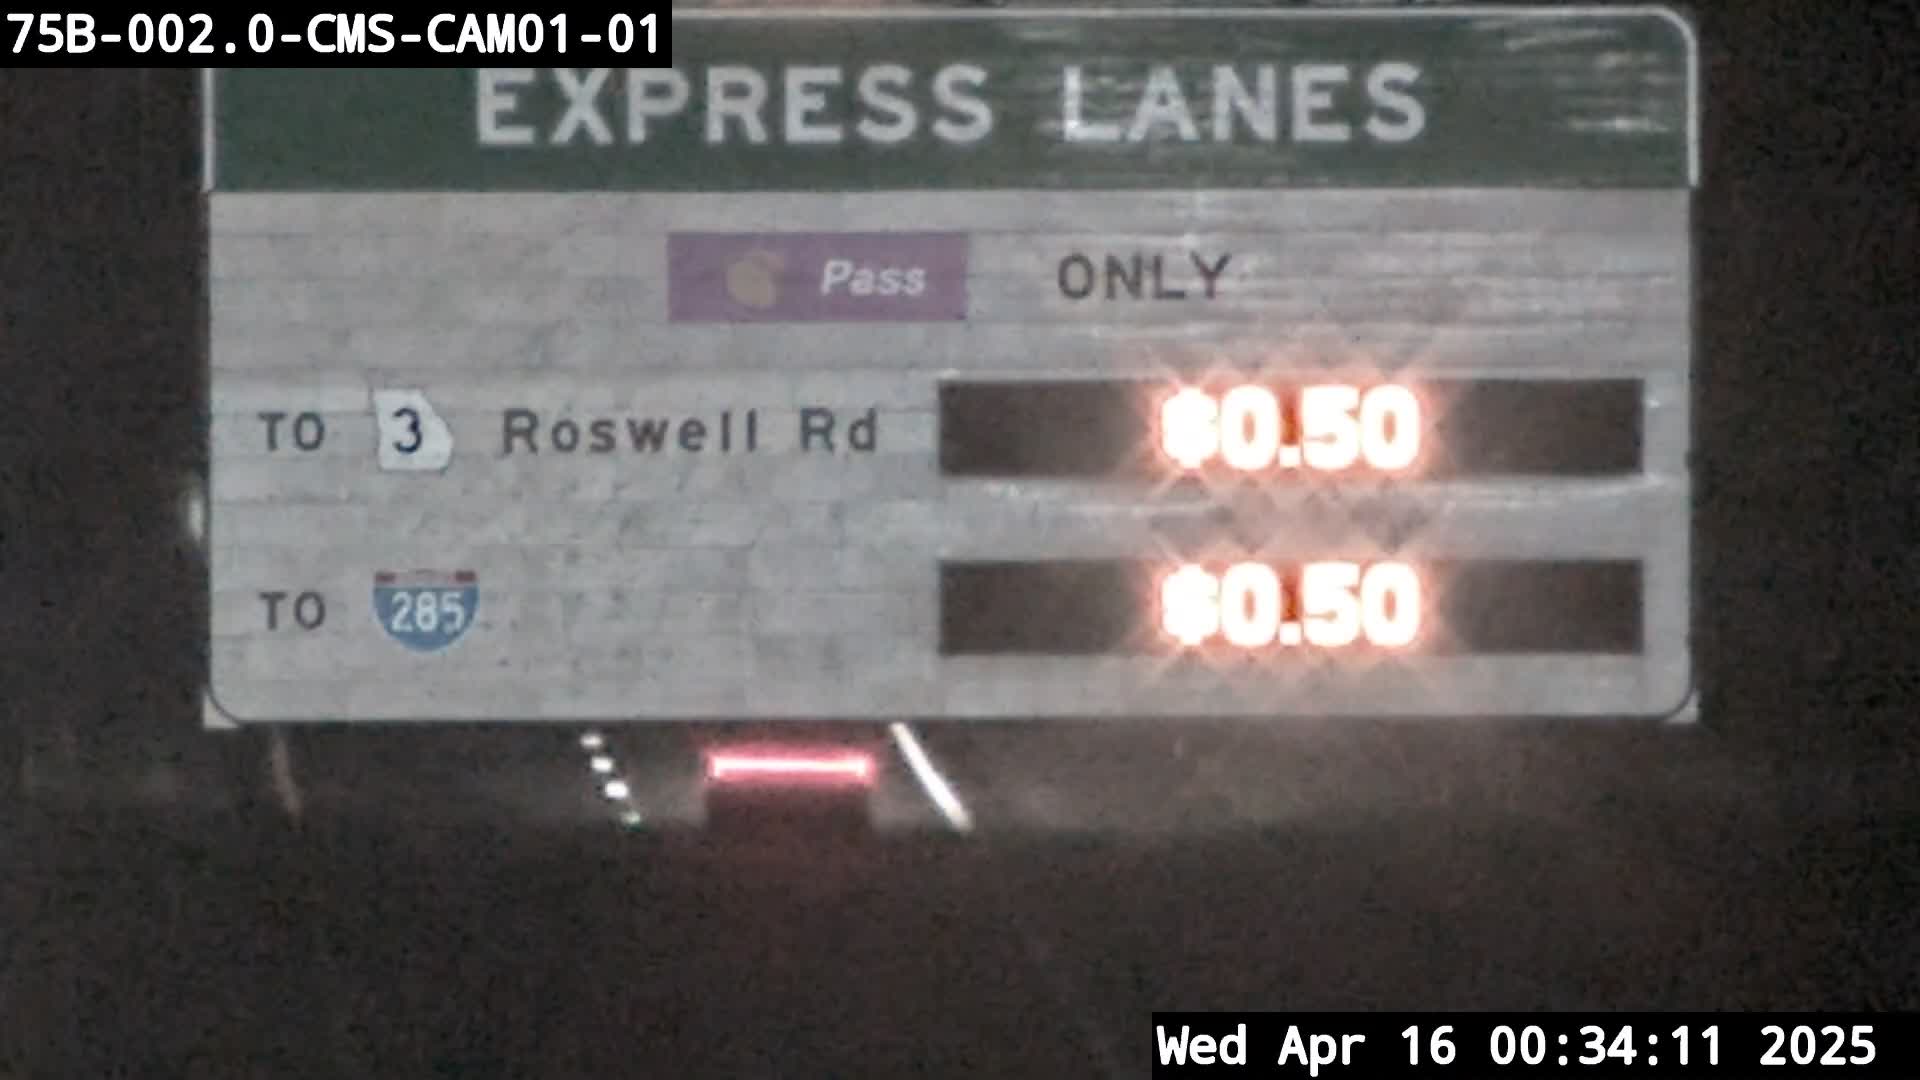 75B-002.0-CMS-CAM01-01
EXPRESS LANES
Pass ONLY
TO 3 Roswell Rd $0.50
TO 285 $0.50
Wed Apr 16 00:34:11 2025